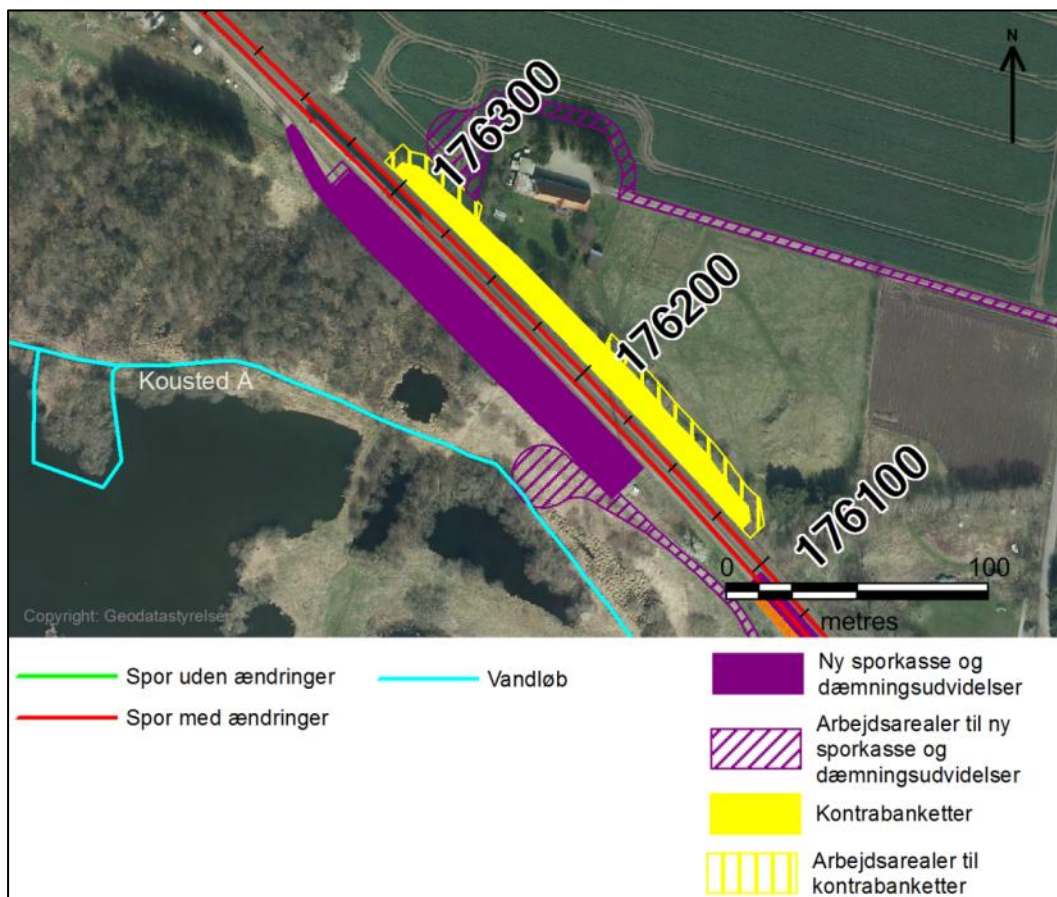 N
176300
176200
176100
Kousted Å
0 100
metres
Copyright: Geodatastyrelsen
Spor uden ændringer
Spor med ændringer
Vandløb
Ny sporkasse og
dæmningsudvidelser
Arbejdsarealer til ny
sporkasse og
dæmningsudvidelser
Kontrabanketter
Arbejdsarealer til
kontrabanketter